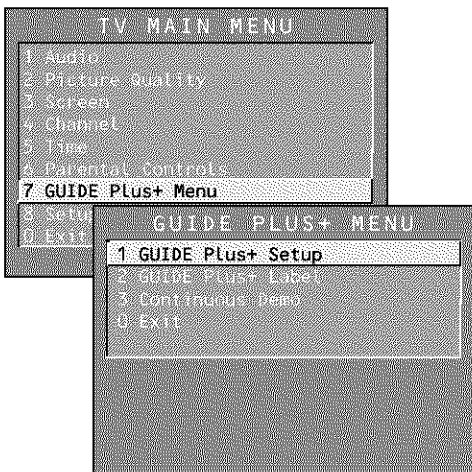 TV MAIN MENU
1 Audio
2 Picture Quality
3 Screen
4 Channel
5 Time
6 Parental Controls
7 GUIDE Plus+ Menu
8 Setu
0 Exit
GUIDE PLUS+ MENU
1 GUIDE Plus+ Setup
2 GUIDE Plus+ Label
3 Continuous Demo
0 Exit